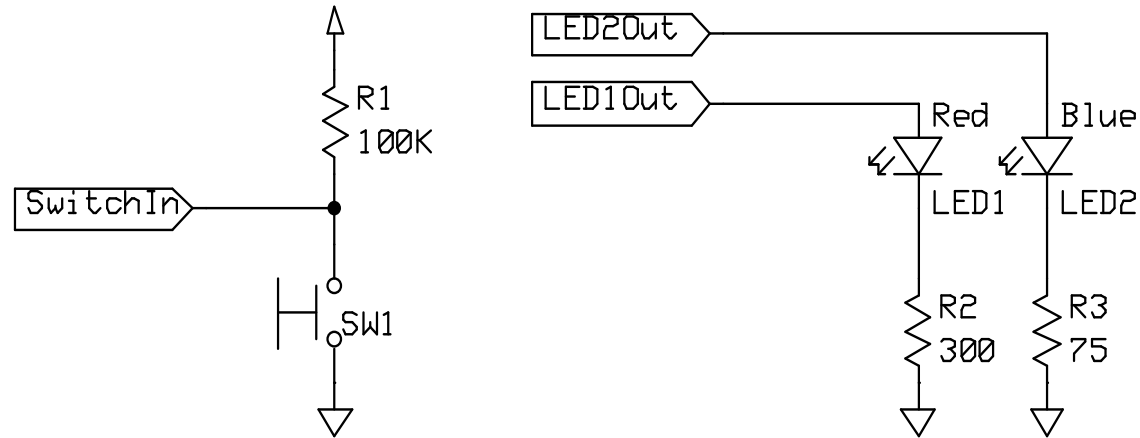 LED2Out
LED1Out
R1
100K
SwitchIn
SW1
Red
LED1
R2
300
Blue
LED2
R3
75